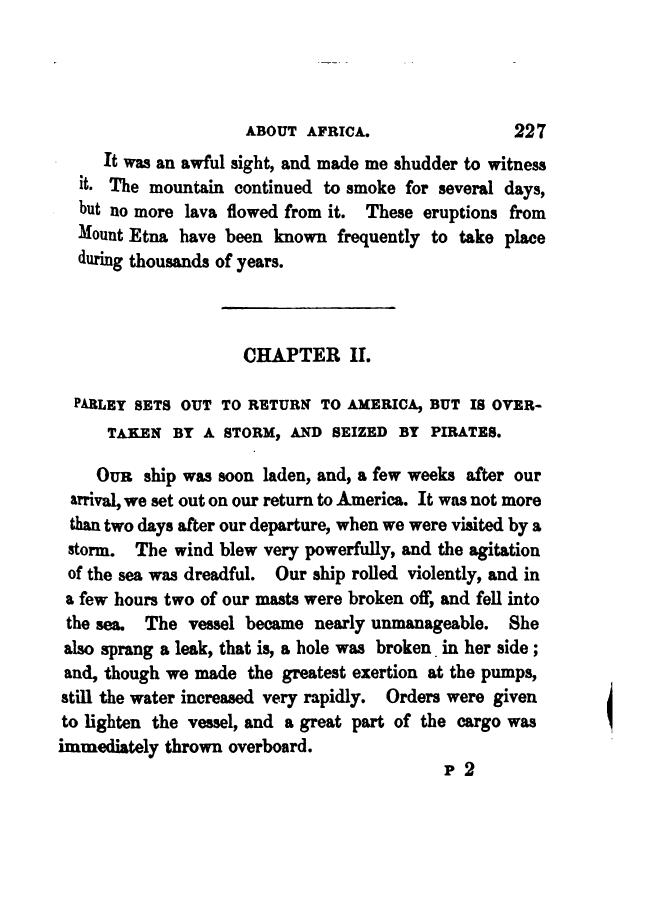 ABOUT AFRICA. 227
It was an awful sight, and made me shudder to witness
it. The mountain continued to smoke for several days,
but no more lava flowed from it. These eruptions from
Mount Etna have been known frequently to take place
during thousands of years.
CHAPTER II.
PARLEY SETS OUT TO RETURN TO AMERICA, BUT IS OVER-
TAKEN BY A STORM, AND SEIZED BY PIRATES.
OUR ship was soon laden, and, a few weeks after our
arrival, we set out on our return to America. It was not more
than two days after our departure, when we were visited by a
storm. The wind blew very powerfully, and the agitation
of the sea was dreadful. Our ship rolled violently, and in
a few hours two of our masts were broken off, and fell into
the sea. The vessel became nearly unmanageable. She
also sprang a leak, that is, a hole was broken in her side;
and, though we made the greatest exertion at the pumps,
still the water increased very rapidly. Orders were given
to lighten the vessel, and a great part of the cargo was
immediately thrown overboard.
P 2